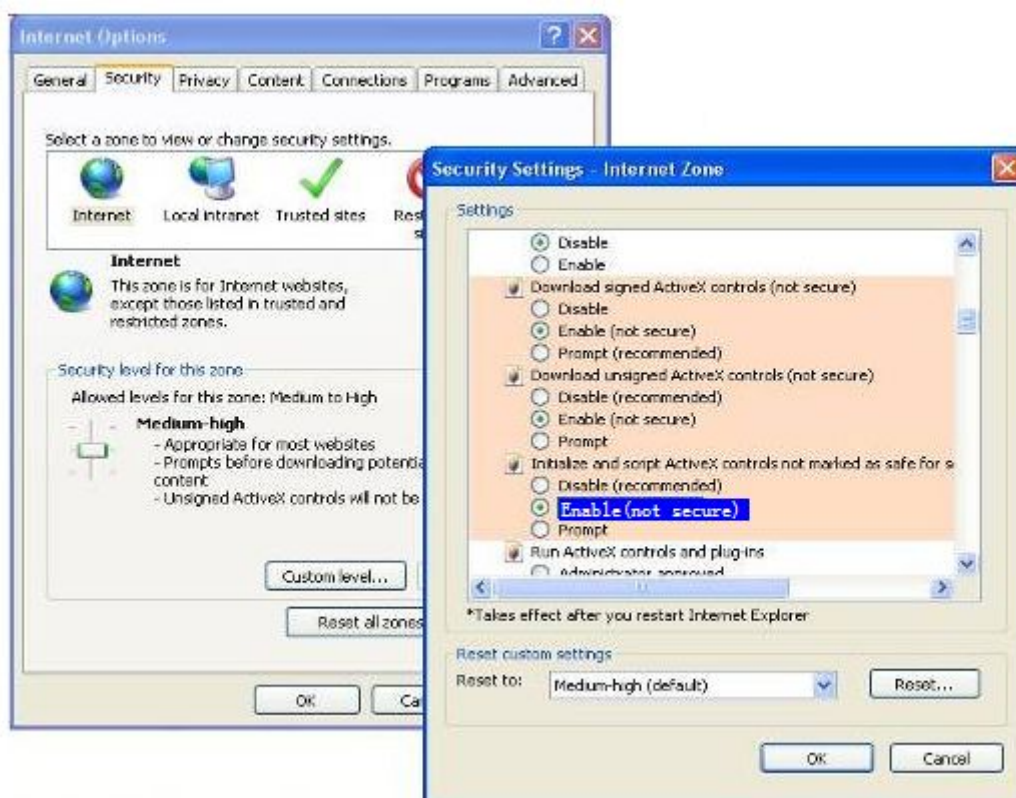 Internet Options
General Security Privacy Content Connections Programs Advanced
Select a zone to view or change security settings.
Internet Local intranet Trusted sites
Internet
This zone is for Internet websites,
except those listed in trusted and
restricted zones.
Security level for this zone
Allowed levels for this zone: Medium to High
Medium-high
- Appropriate for most websites
- Prompts before downloading
content
- Unsigned ActiveX controls will not be
Custom level...
Reset all zones
OK
Security Settings - Internet Zone
Settings
Disable
Enable
Download signed ActiveX controls (not secure)
Disable
Enable (not secure)
Prompt (recommended)
Download unsigned ActiveX controls (not secure)
Disable (recommended)
Enable (not secure)
Prompt
Initialize and script ActiveX controls not marked as safe for s
Disable (recommended)
Enable(not secure)
Prompt
Run ActiveX controls and plug-ins
Administrator approved
*Takes effect after you restart Internet Explorer
Reset custom settings
Reset to: Medium-high (default) Reset...
OK Cancel